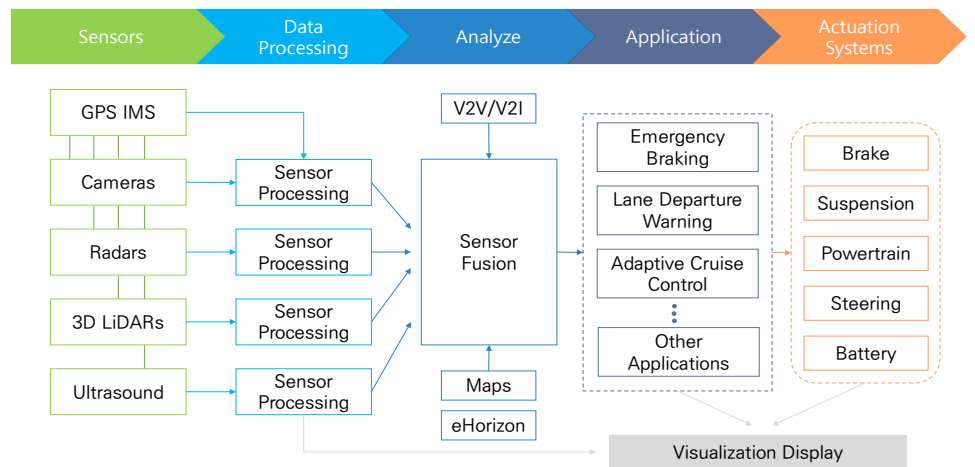 Sensors
Data
Processing
Analyze
Application
Actuation
Systems
GPS IMS
Cameras
Radars
3D LiDARs
Ultrasound
Sensor
Processing
Sensor
Processing
Sensor
Processing
Sensor
Processing
V2V/V2I
Sensor
Fusion
Maps
eHorizon
Emergency
Braking
Lane Departure
Warning
Adaptive Cruise
Control
Other
Applications
Brake
Suspension
Powertrain
Steering
Battery
Visualization Display